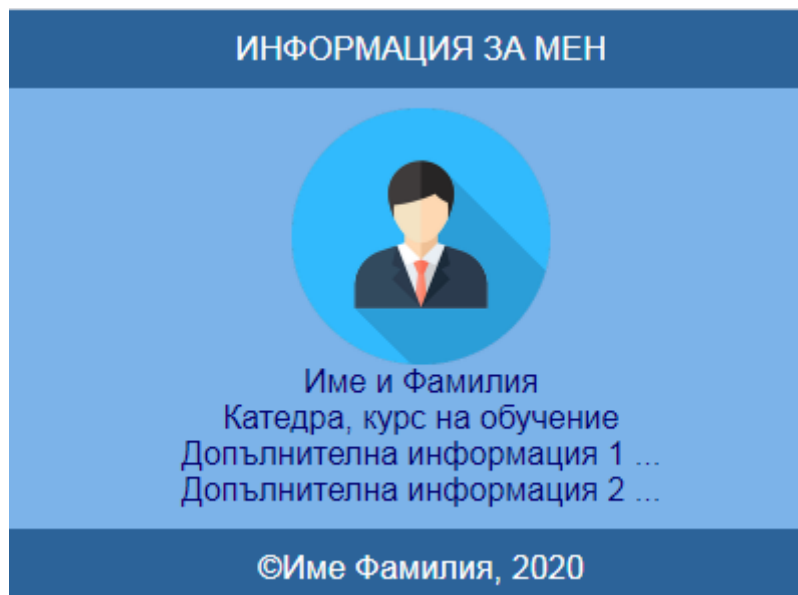 ИНФОРМАЦИЯ ЗА МЕН
Име и Фамилия
Катедра, курс на обучение
Допълнителна информация 1 ...
Допълнителна информация 2 ...
©Име Фамилия, 2020